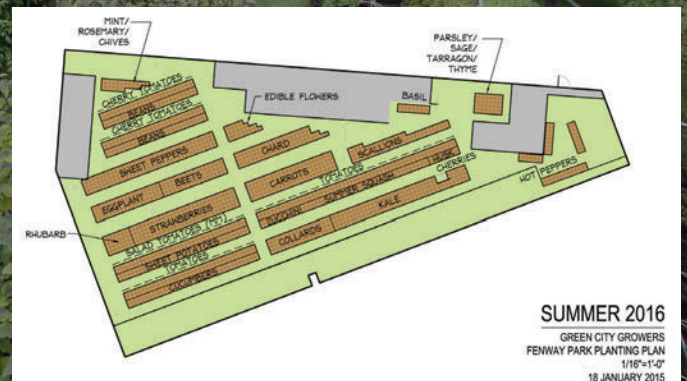 MINT/
ROSEMARY/
CHIVES
PARSLEY/
SAGE/
TARRAGON/
THYME
CHERRY TOMATOES
BEANS
CHERRY TOMATOES
BEANS
EDIBLE FLOWERS
BASIL
SWEET PEPPERS
CHARD
SCALLIONS
EGGPLANT
BEETS
CARROTS
TOMATOES
HUSK
CHERRIES
HOT PEPPERS
RHUBARB
STRAWBERRIES
ZUCCHINI
SUMMER SQUASH
SALAD TOMATOES (MM)
COLLARDS
KALE
SWEET POTATOES
TOMATOES
CUCUMBERS
SUMMER 2016
GREEN CITY GROWERS
FENWAY PARK PLANTING PLAN
1/16"=1'-0"
18 JANUARY 2015